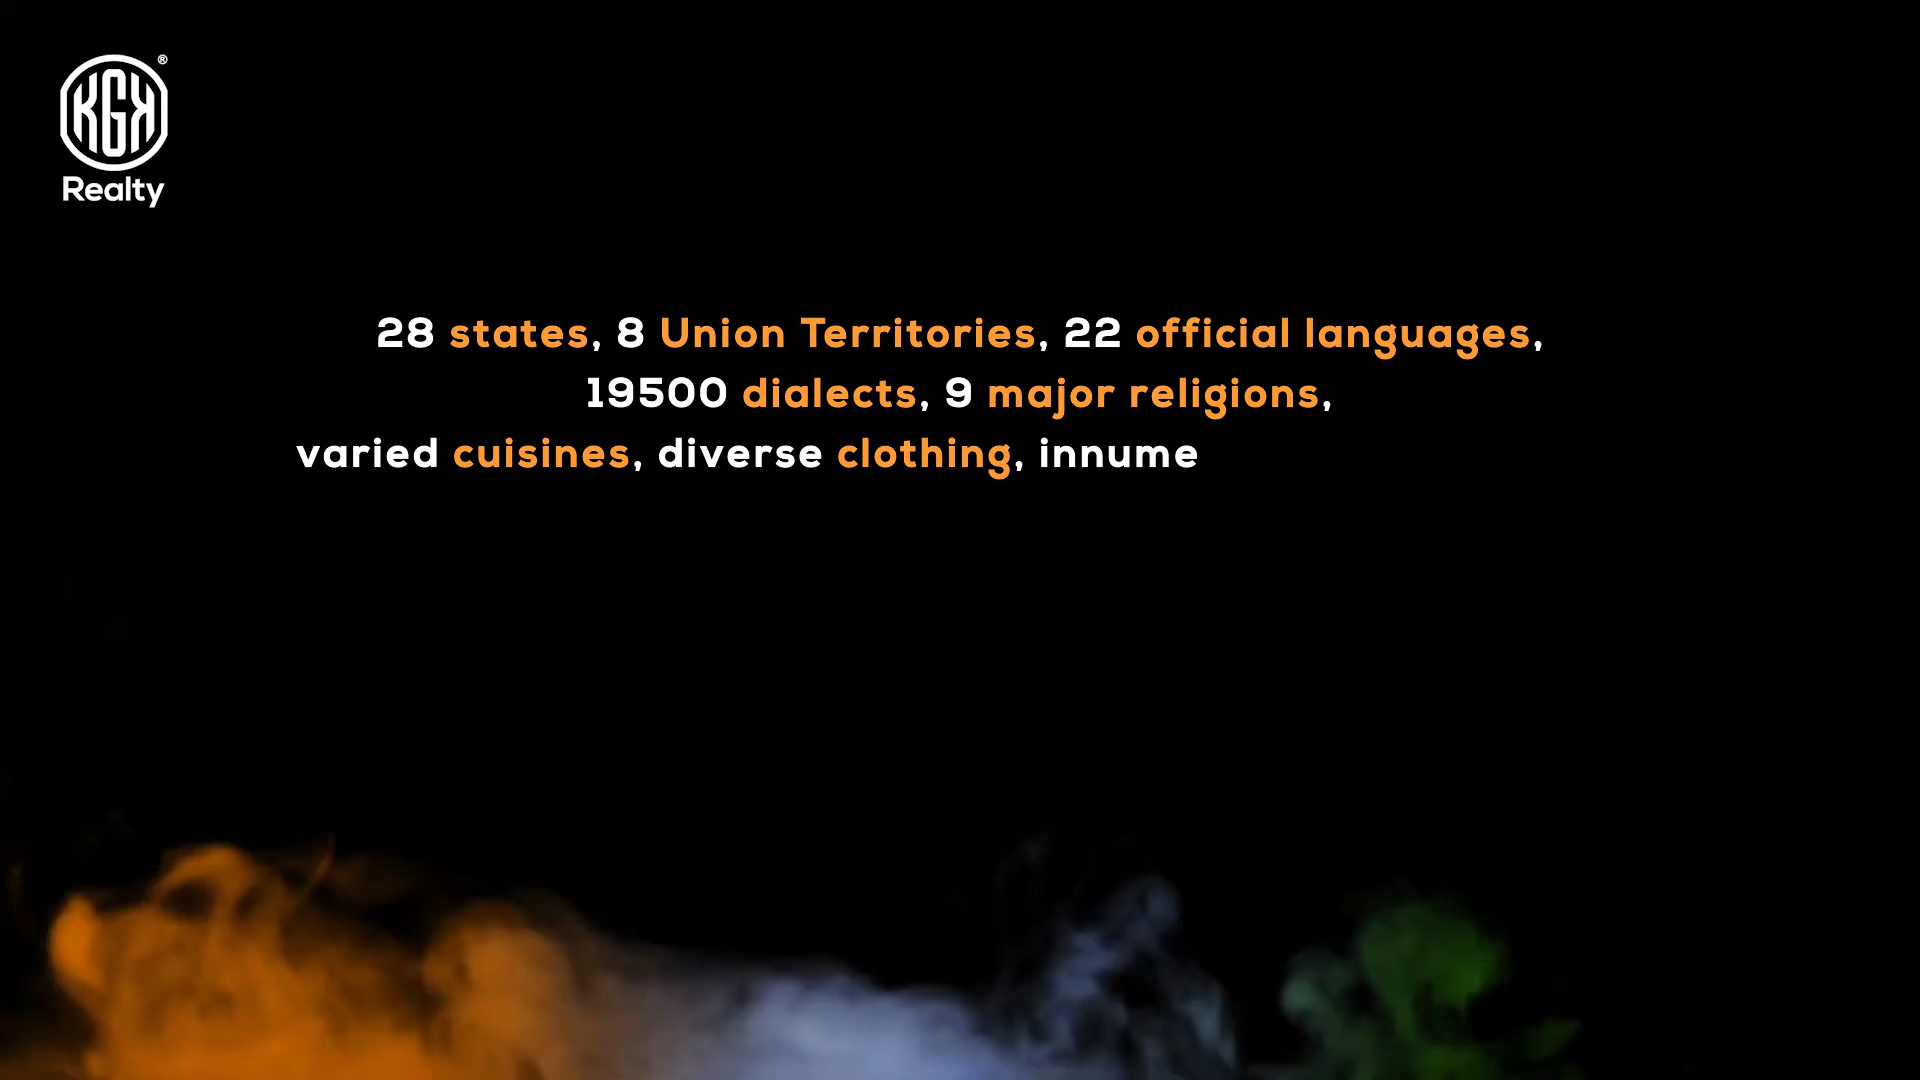 KGK
®
Realty
28 states, 8 Union Territories, 22 official languages,
19500 dialects, 9 major religions,
varied cuisines, diverse clothing, innume